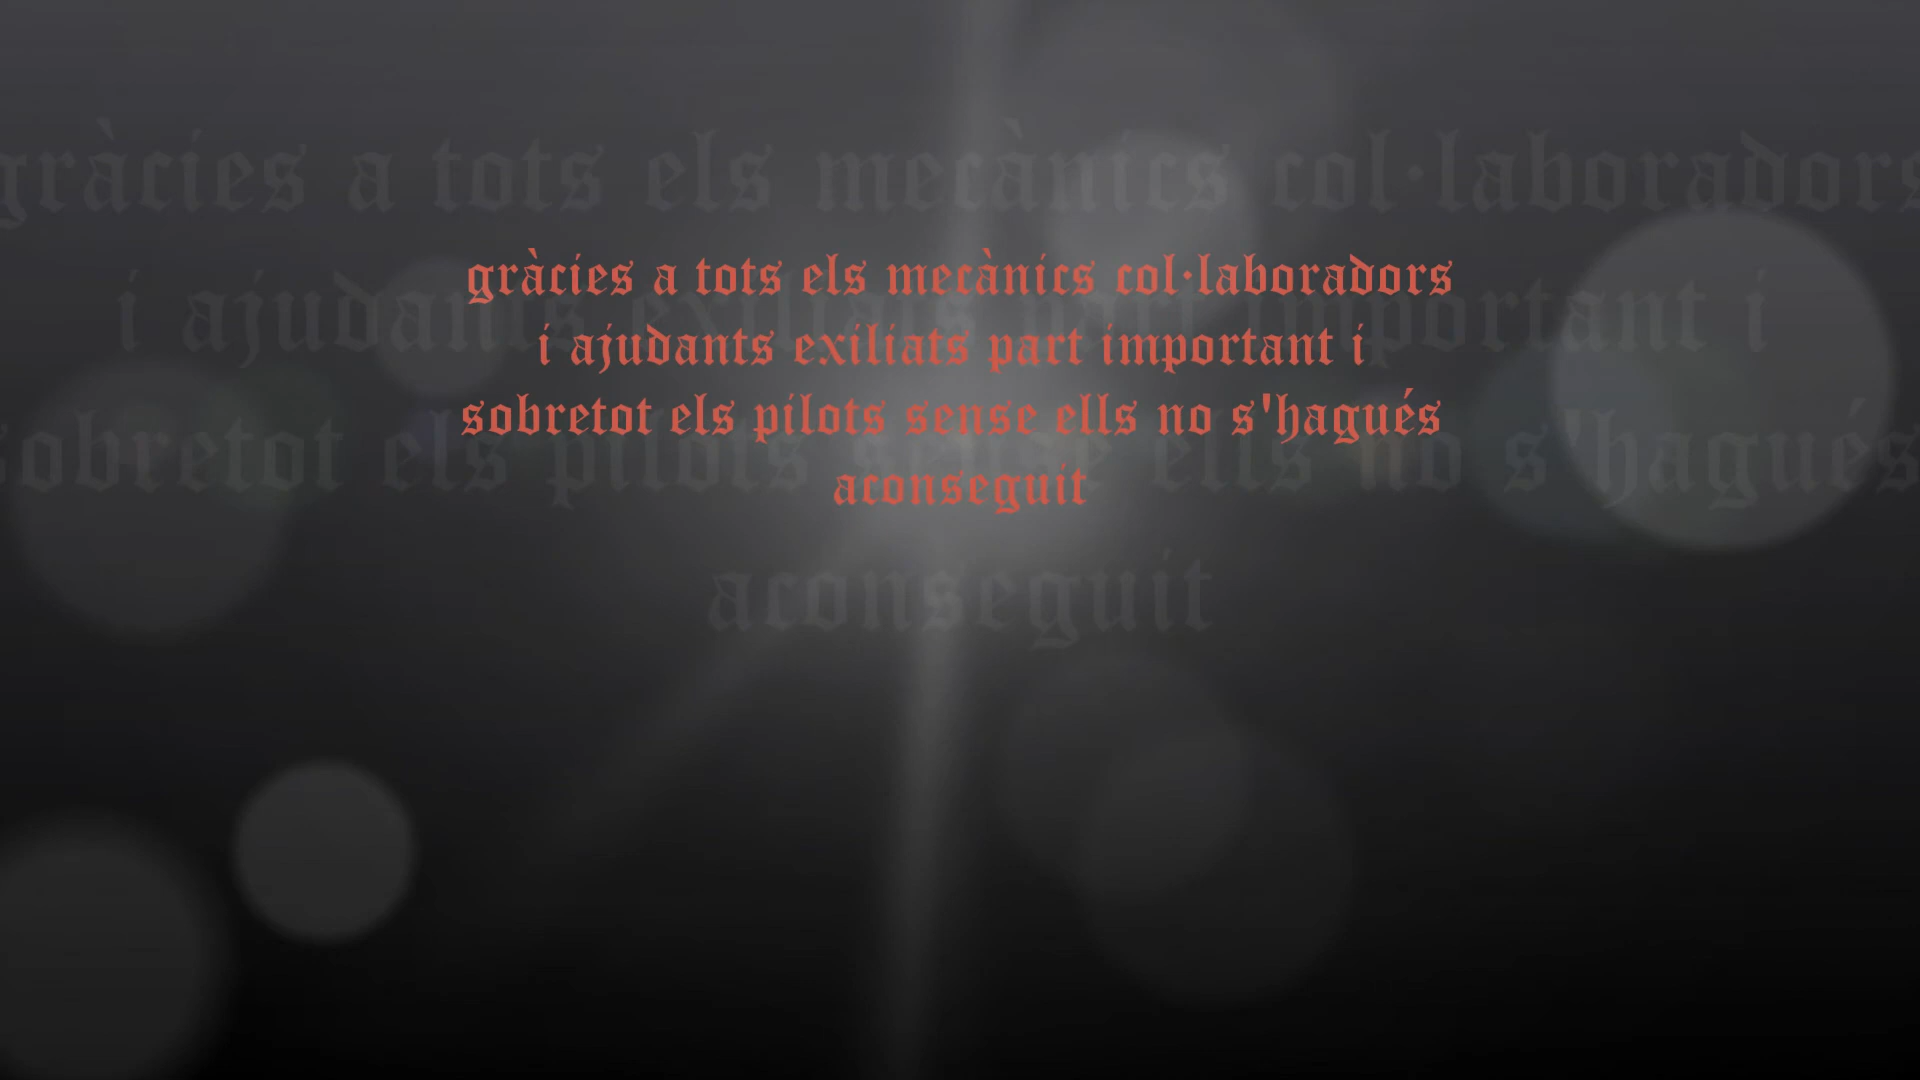 gràcies a tots els mecànics col·laboradors
i ajudants exiliats part important i
sobretot els pilots sense ells no s'hagués
aconseguit